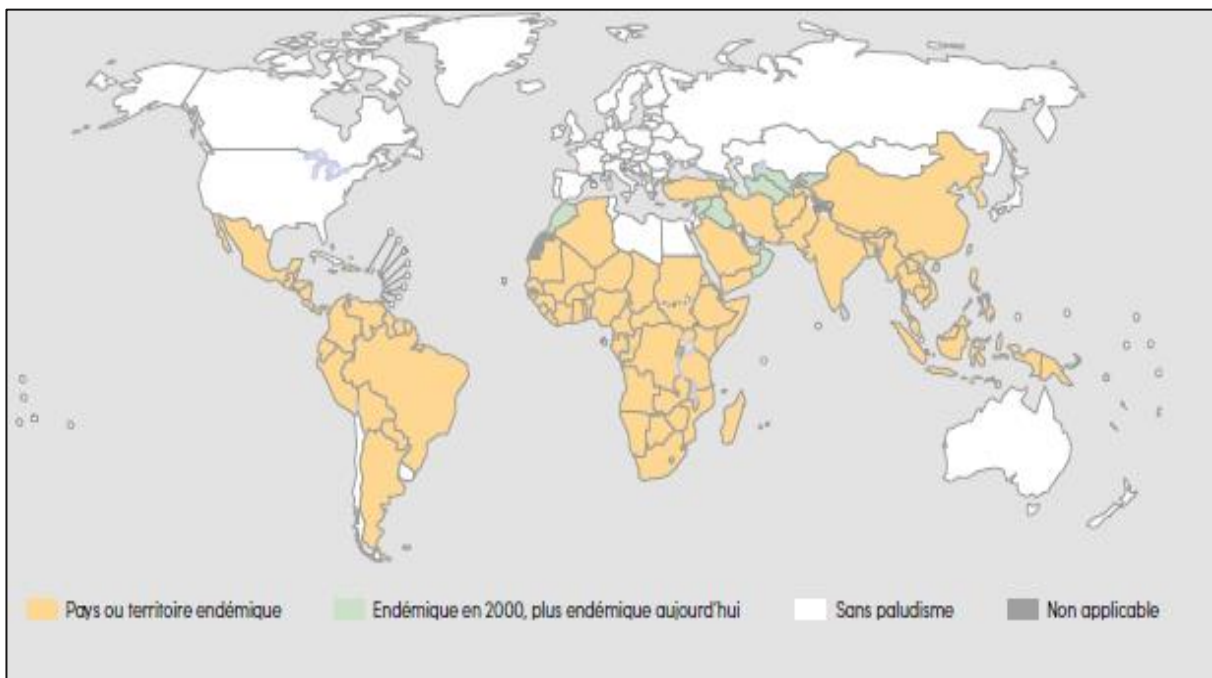 Pays ou territoire endémique
Endémique en 2000, plus endémique aujourd'hui
Sans paludisme
Non applicable